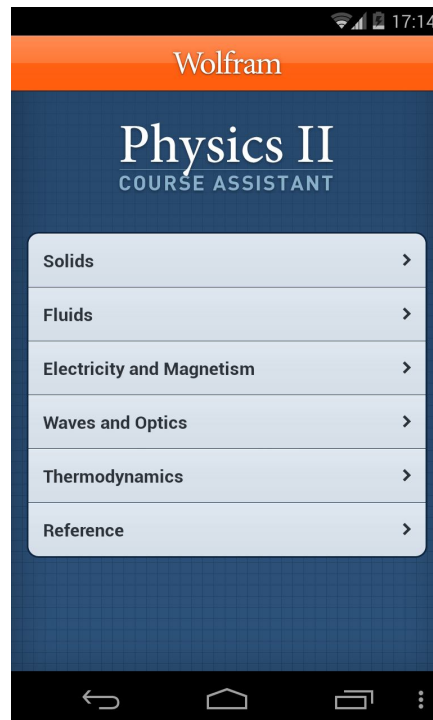 17:14
Wolfram
Physics II
COURSE ASSISTANT
Solids
Fluids
Electricity and Magnetism
Waves and Optics
Thermodynamics
Reference